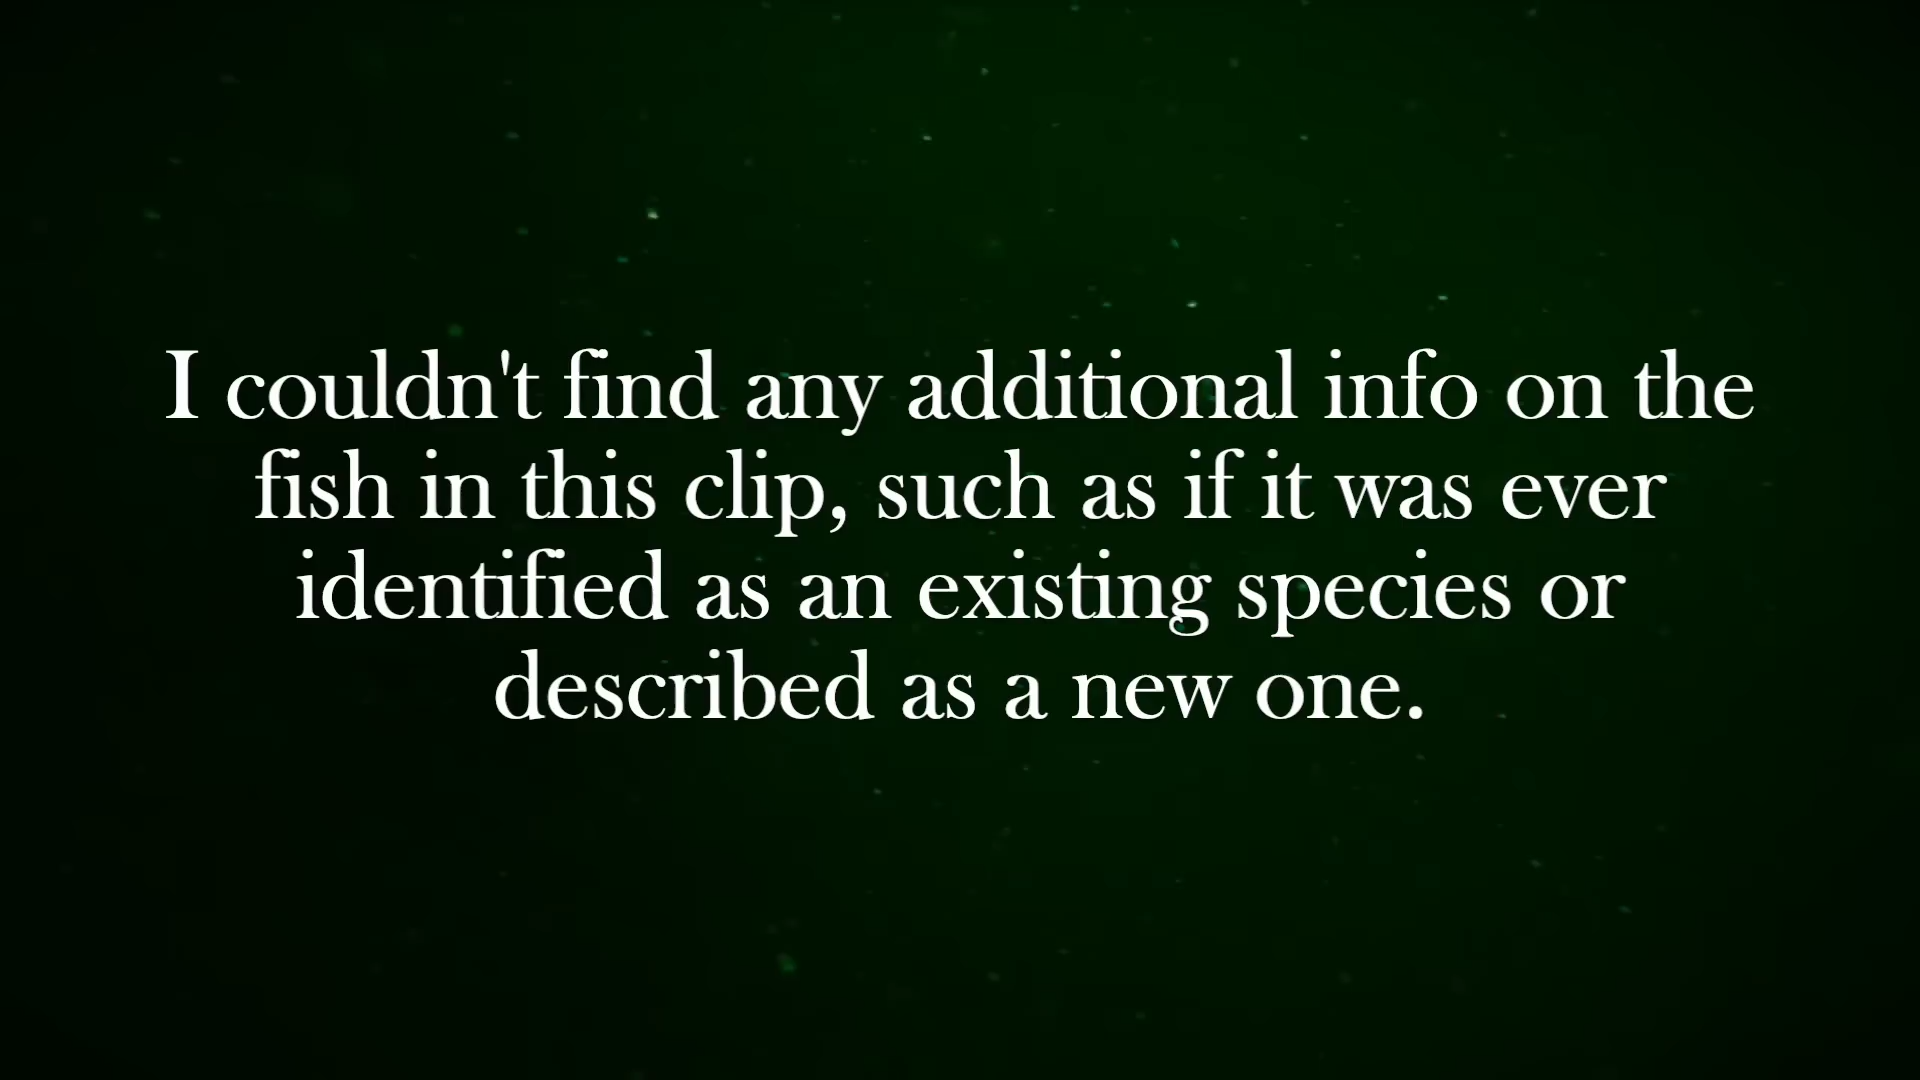 I couldn't find any additional info on the
fish in this clip, such as if it was ever
identified as an existing species or
described as a new one.